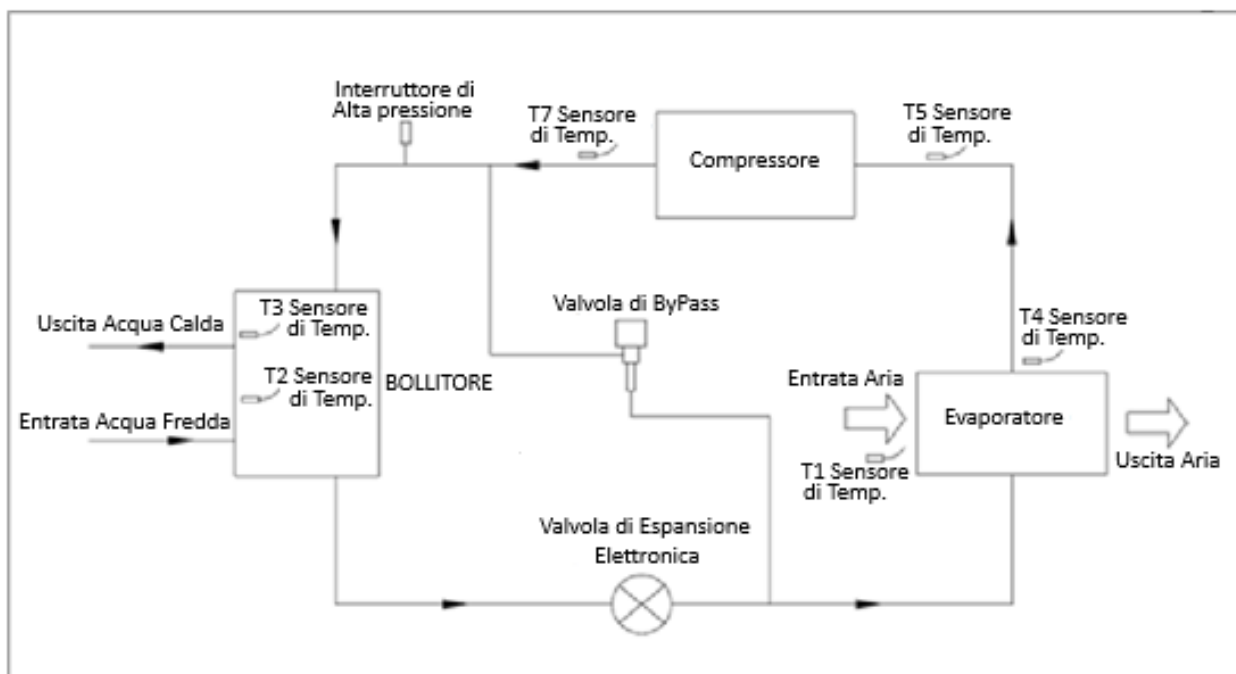 Interruttore di
Alta pressione
T7 Sensore
di Temp.
T5 Sensore
di Temp.
Compressore
T3 Sensore
di Temp.
Uscita Acqua Calda
Valvola di ByPass
T4 Sensore
di Temp.
T2 Sensore
di Temp.
BOLLITORE
Entrata Aria
Entrata Acqua Fredda
Evaporatore
T1 Sensore
di Temp.
Uscita Aria
Valvola di Espansione
Elettronica